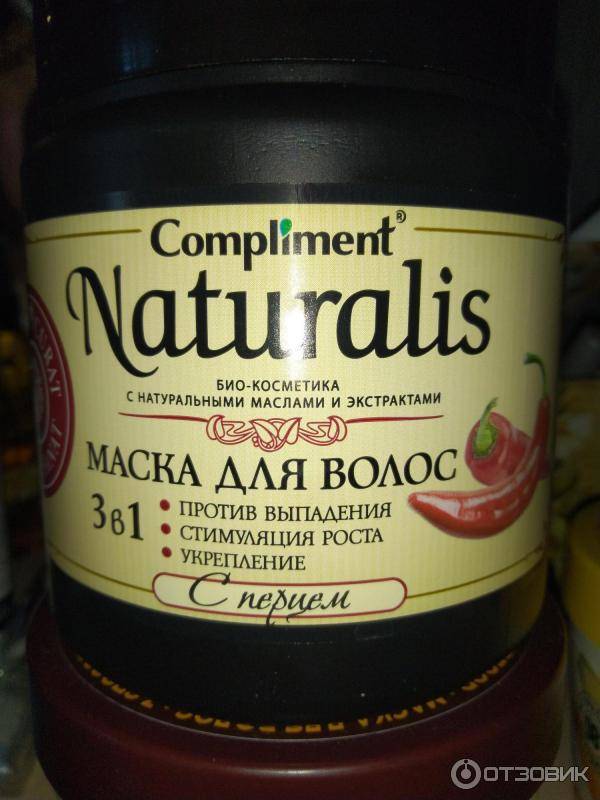 Compliment®
Naturalis
БИО-КОСМЕТИКА
С НАТУРАЛЬНЫМИ МАСЛАМИ И ЭКСТРАКТАМИ
МАСКА ДЛЯ ВОЛОС
3в1
• ПРОТИВ ВЫПАДЕНИЯ
• СТИМУЛЯЦИЯ РОСТА
• УКРЕПЛЕНИЕ
С перцем
ОТЗОВИК